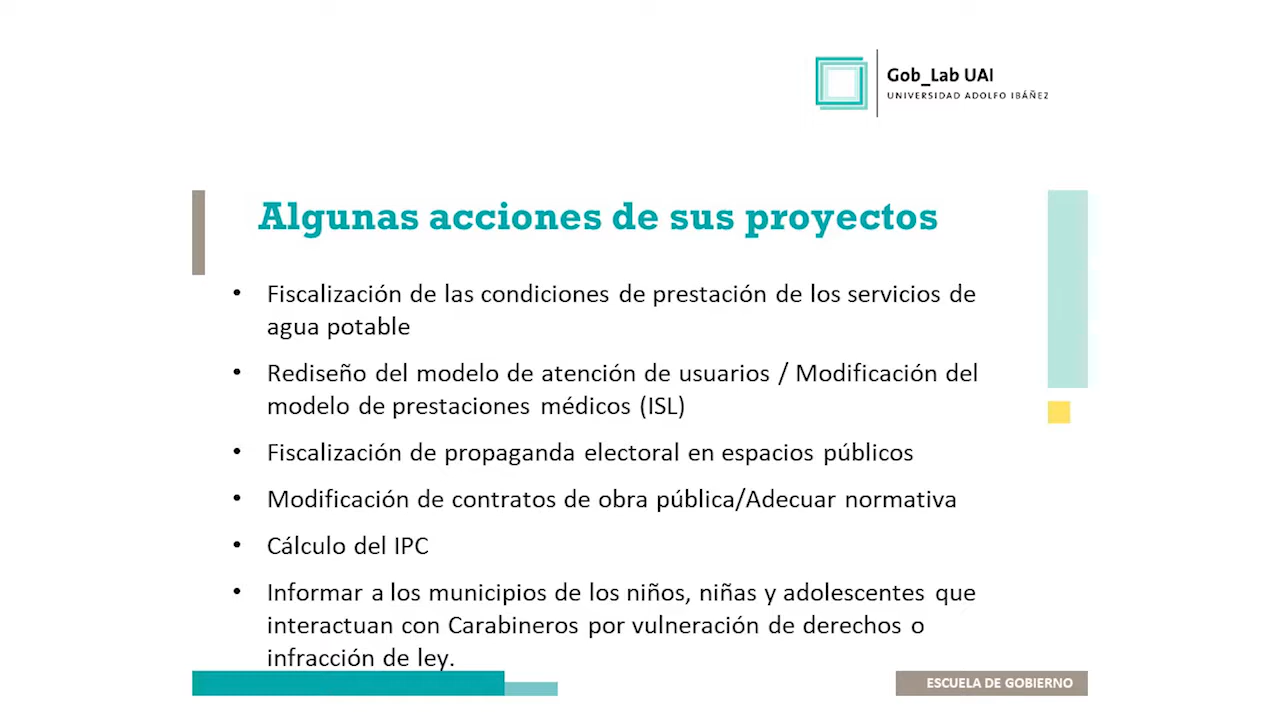 Gob_Lab UAI
UNIVERSIDAD ADOLFO IBÁÑEZ
Algunas acciones de sus proyectos
• Fiscalización de las condiciones de prestación de los servicios de
agua potable
• Rediseño del modelo de atención de usuarios / Modificación del
modelo de prestaciones médicos (ISL)
• Fiscalización de propaganda electoral en espacios públicos
• Modificación de contratos de obra pública/Adecuar normativa
• Cálculo del IPC
• Informar a los municipios de los niños, niñas y adolescentes que
interactuan con Carabineros por vulneración de derechos o
infracción de ley.
ESCUELA DE GOBIERNO